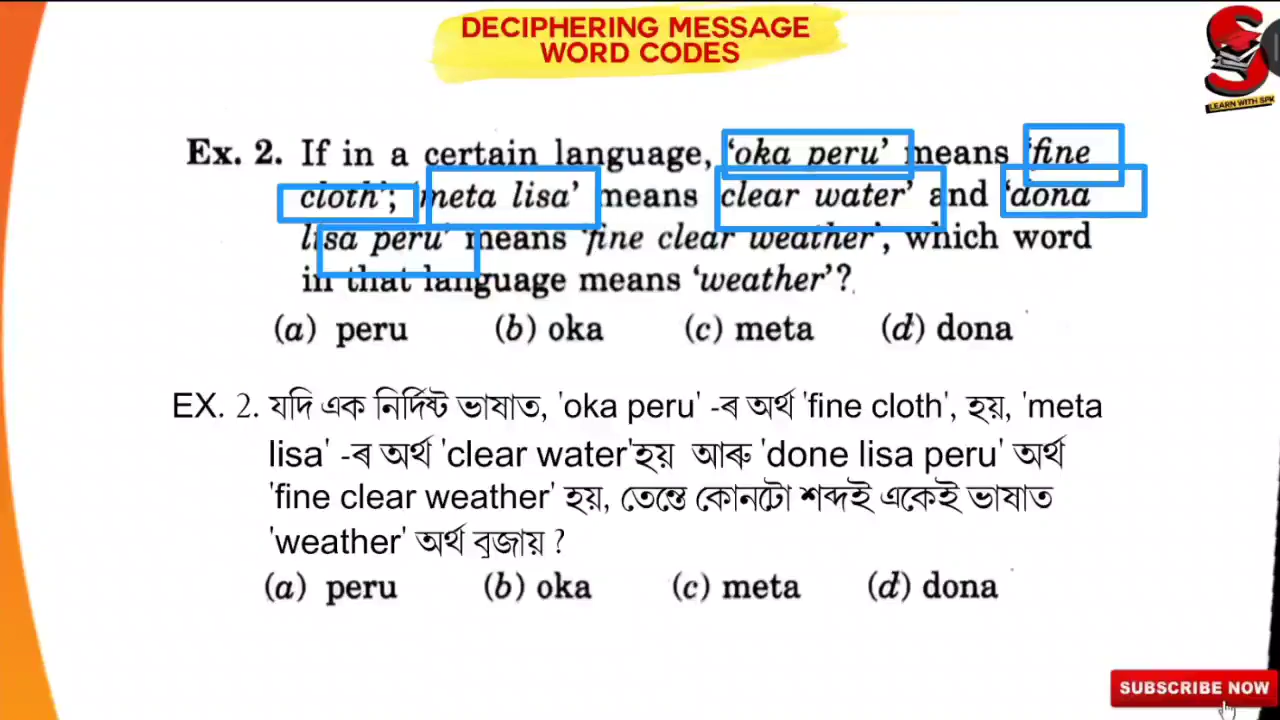 DECIPHERING MESSAGE
WORD CODES
LEARN WITH SPK
Ex. 2. If in a certain language, 'oka peru' means 'fine
cloth'; 'meta lisa' means 'clear water' and 'dona
lisa peru' means 'fine clear weather', which word
in that language means 'weather'?
(a) peru (b) oka (c) meta (d) dona
EX. 2. যদি এক নিৰ্দিষ্ট ভাষাত, 'oka peru' -ৰ অৰ্থ 'fine cloth', হয়, 'meta
lisa' -ৰ অৰ্থ 'clear water'হয় আৰু 'done lisa peru' অৰ্থ
'fine clear weather' হয়, তেন্তে কোনটো শব্দই একেই ভাষাত
'weather' অৰ্থ বুজায় ?
(a) peru (b) oka (c) meta (d) dona
SUBSCRIBE NOW